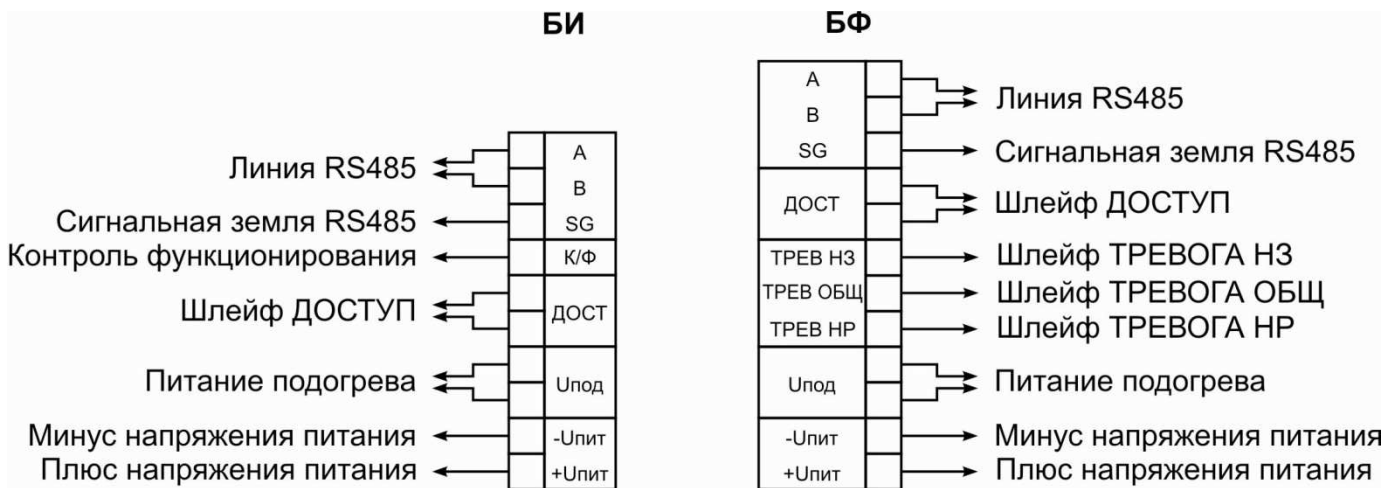 БИ
Линия RS485
Сигнальная земля RS485
Контроль функционирования
Шлейф ДОСТУП
Питание подогрева
Минус напряжения питания
Плюс напряжения питания
A
B
SG
К/Ф
ДОСТ
Uпод
-Uпит
+Uпит
БФ
A
B
SG
ДОСТ
ТРЕВ НЗ
ТРЕВ ОБЩ
ТРЕВ НР
Uпод
-Uпит
+Uпит
Линия RS485
Сигнальная земля RS485
Шлейф ДОСТУП
Шлейф ТРЕВОГА НЗ
Шлейф ТРЕВОГА ОБЩ
Шлейф ТРЕВОГА НР
Питание подогрева
Минус напряжения питания
Плюс напряжения питания